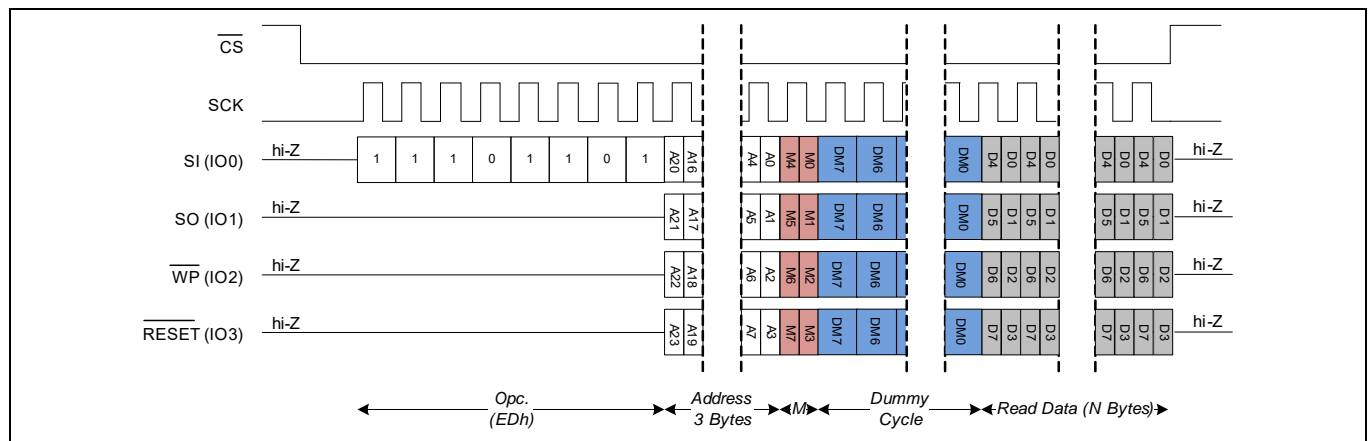 CS
SCK
SI (IO0) hi-Z 1 1 1 0 1 1 0 1 A20 A16 A4 A0 M4 M0 DM7 DM6 DM0 D4 D0 D4 D0 D4 D0 D4 D0 hi-Z
SO (IO1) hi-Z A21 A17 A5 A1 M5 M1 DM7 DM6 DM0 D5 D1 D5 D1 D5 D1 D5 D1 hi-Z
WP (IO2) hi-Z A22 A18 A6 A2 M6 M2 DM7 DM6 DM0 D6 D2 D6 D2 D6 D2 D6 D2 hi-Z
RESET (IO3) hi-Z A23 A19 A7 A3 M7 M3 DM7 DM6 DM0 D7 D3 D7 D3 D7 D3 D7 D3 hi-Z
Opc. Address M Dummy Read Data (N Bytes)
(EDh) 3 Bytes Cycle